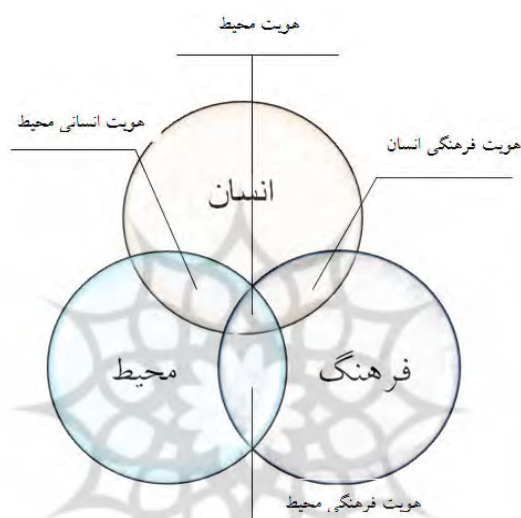 هویت محیط
هویت انسانی محیط
هویت فرهنگی انسان
انسان
فرهنگ
محیط
هویت فرهنگی محیط